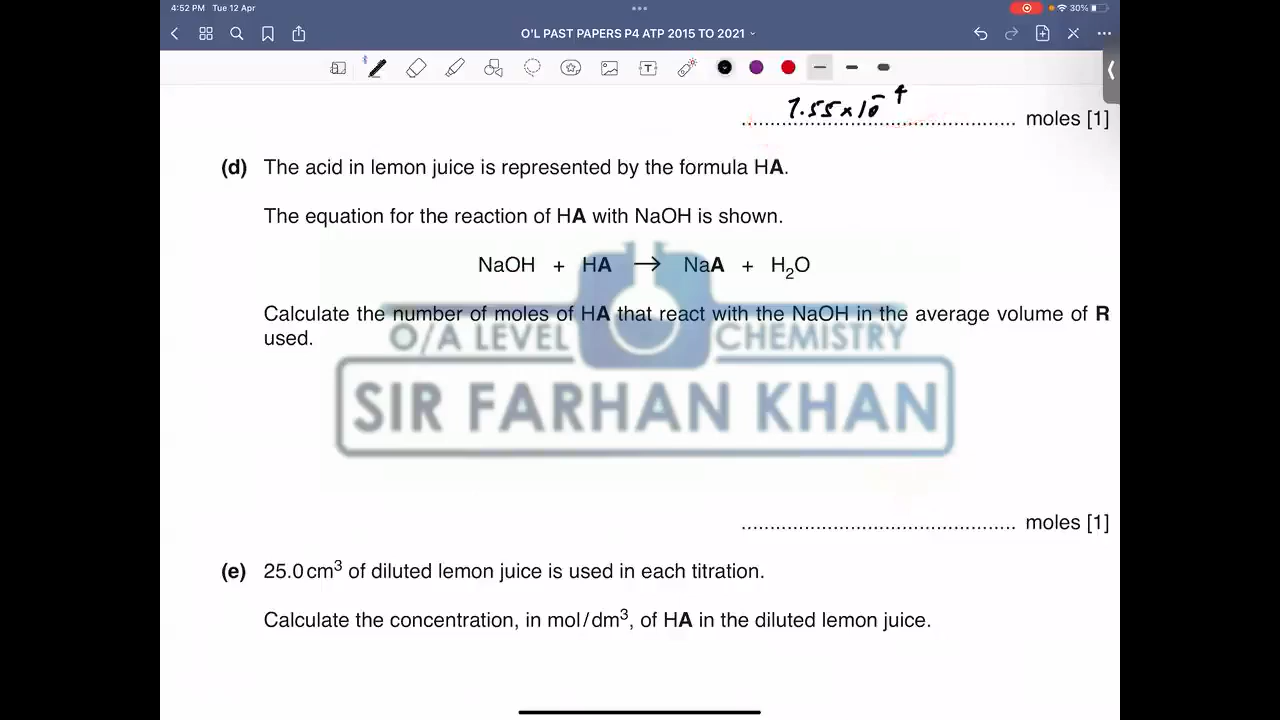 4:52 PM Tue 12 Apr
30%
O'L PAST PAPERS P4 ATP 2015 TO 2021
7.55×10⁻⁴
.............................................. moles [1]
(d) The acid in lemon juice is represented by the formula HA.
The equation for the reaction of HA with NaOH is shown.
NaOH + HA → NaA + H₂O
Calculate the number of moles of HA that react with the NaOH in the average volume of R
used.
O/A LEVEL CHEMISTRY
SIR FARHAN KHAN
.............................................. moles [1]
(e) 25.0 cm³ of diluted lemon juice is used in each titration.
Calculate the concentration, in mol/dm³, of HA in the diluted lemon juice.